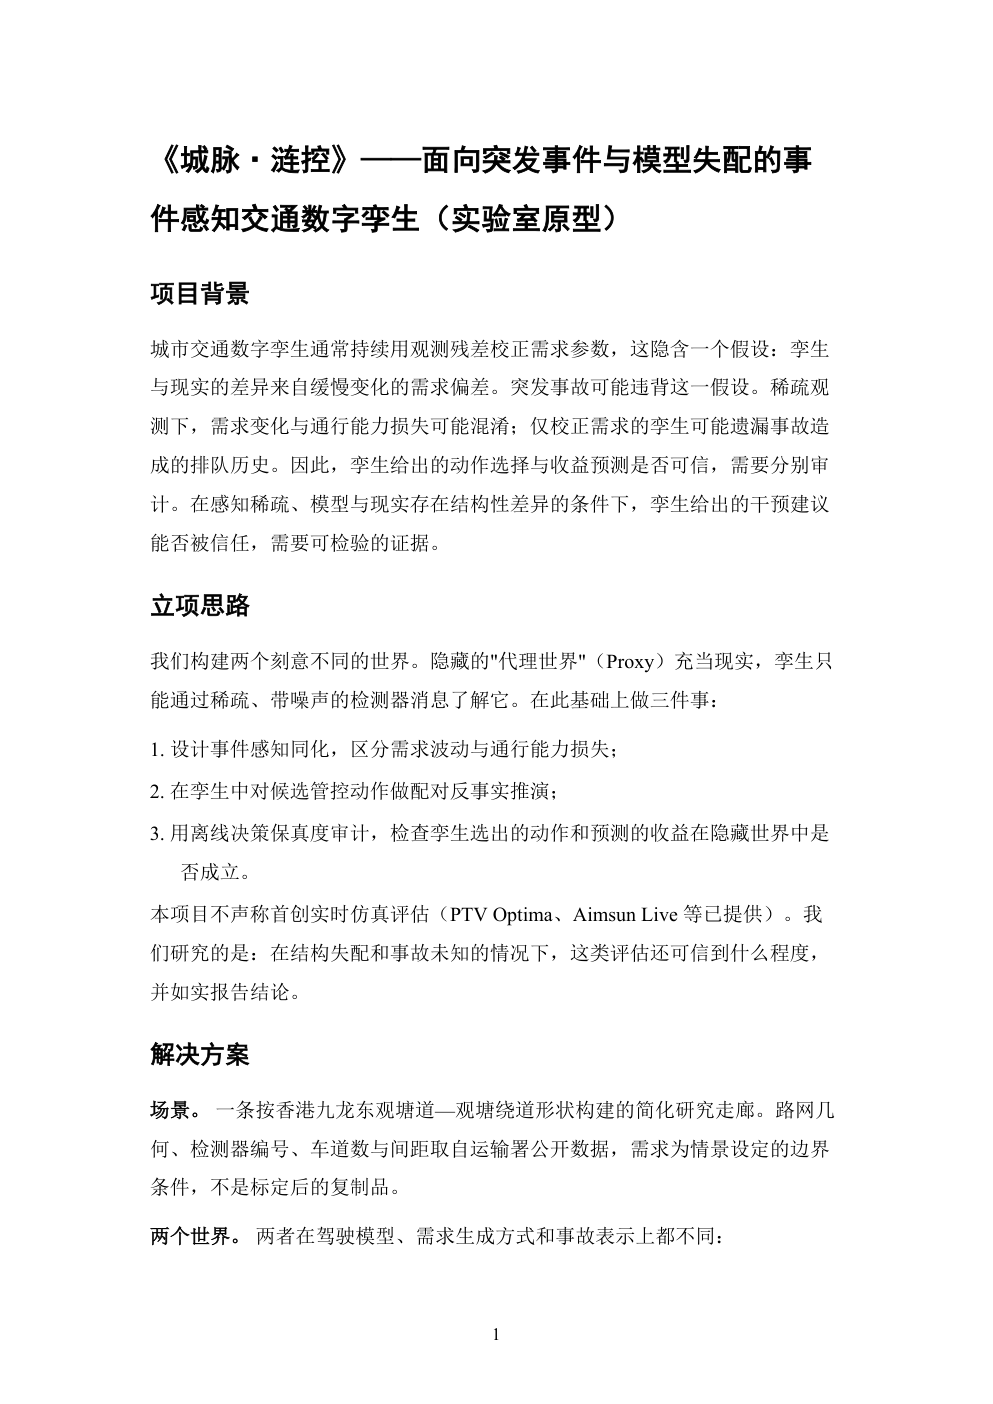 《城脉·涟控》——面向突发事件与模型失配的事
件感知交通数字孪生（实验室原型）
项目背景
城市交通数字孪生通常持续用观测残差校正需求参数，这隐含一个假设：孪生
与现实的差异来自缓慢变化的需求偏差。突发事故可能违背这一假设。稀疏观
测下，需求变化与通行能力损失可能混淆；仅校正需求的孪生可能遗漏事故造
成的排队历史。因此，孪生给出的动作选择与收益预测是否可信，需要分别审
计。在感知稀疏、模型与现实存在结构性差异的条件下，孪生给出的干预建议
能否被信任，需要可检验的证据。
立项思路
我们构建两个刻意不同的世界。隐藏的"代理世界"（Proxy）充当现实，孪生只
能通过稀疏、带噪声的检测器消息了解它。在此基础上做三件事：
1. 设计事件感知同化，区分需求波动与通行能力损失；
2. 在孪生中对候选管控动作做配对反事实推演；
3. 用离线决策保真度审计，检查孪生选出的动作和预测的收益在隐藏世界中是
否成立。
本项目不声称首创实时仿真评估（PTV Optima、Aimsun Live 等已提供）。我
们研究的是：在结构失配和事故未知的情况下，这类评估还可信到什么程度，
并如实报告结论。
解决方案
场景。 一条按香港九龙东观塘道—观塘绕道形状构建的简化研究走廊。路网几
何、检测器编号、车道数与间距取自运输署公开数据，需求为情景设定的边界
条件，不是标定后的复制品。
两个世界。 两者在驾驶模型、需求生成方式和事故表示上都不同：
1